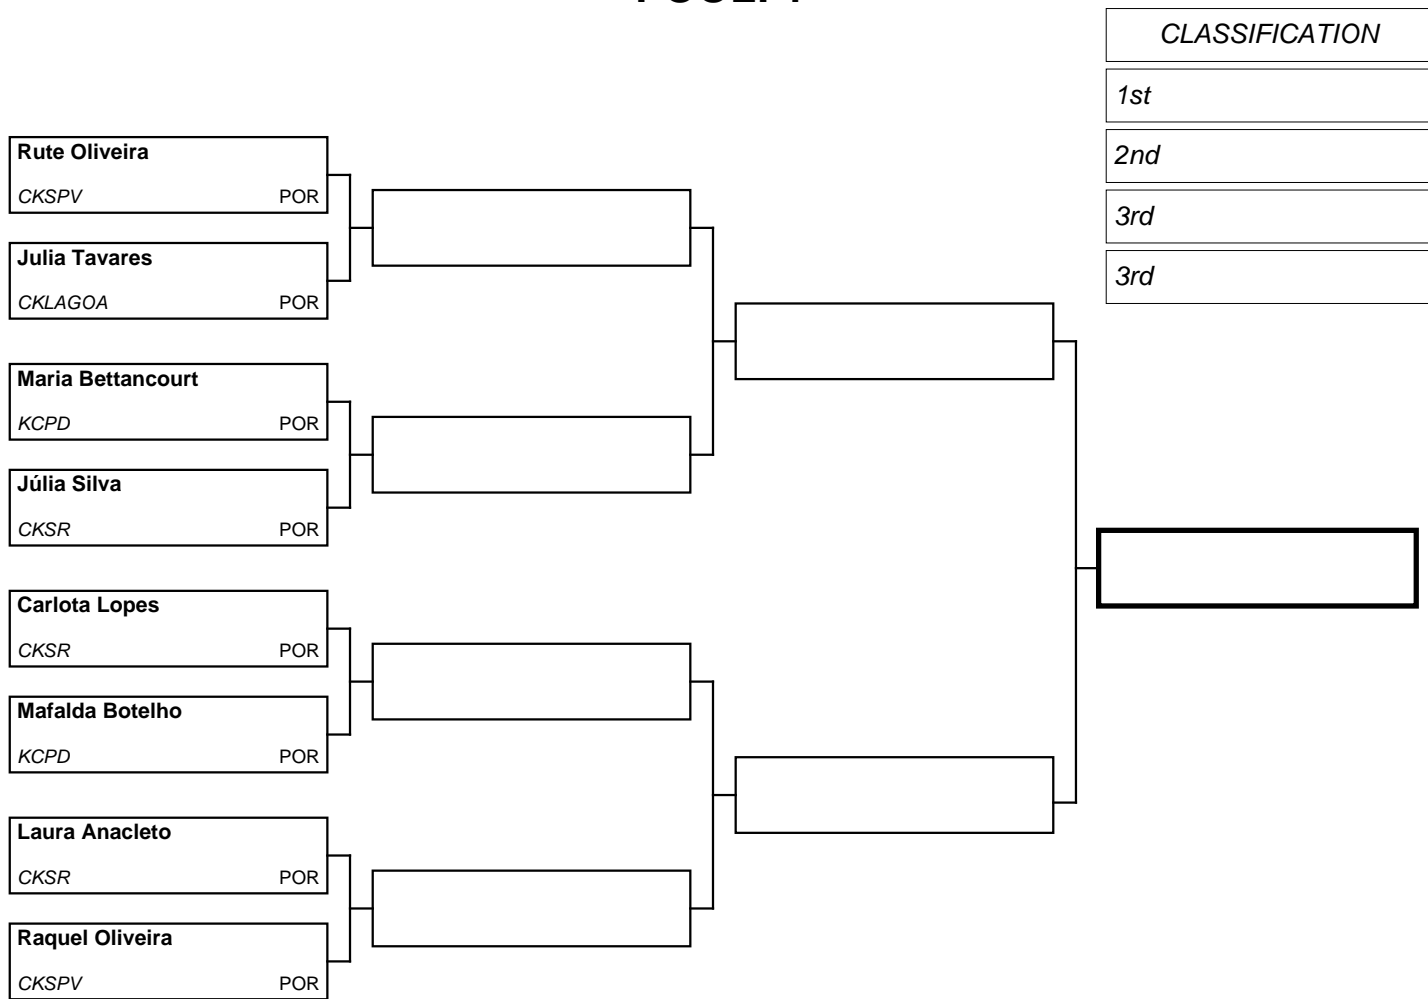 CLASSIFICATION
1st
2nd
3rd
3rd
Rute Oliveira
CKSPV POR
Julia Tavares
CKLAGOA POR
Maria Bettancourt
KCPD POR
Júlia Silva
CKSR POR
Carlota Lopes
CKSR POR
Mafalda Botelho
KCPD POR
Laura Anacleto
CKSR POR
Raquel Oliveira
CKSPV POR